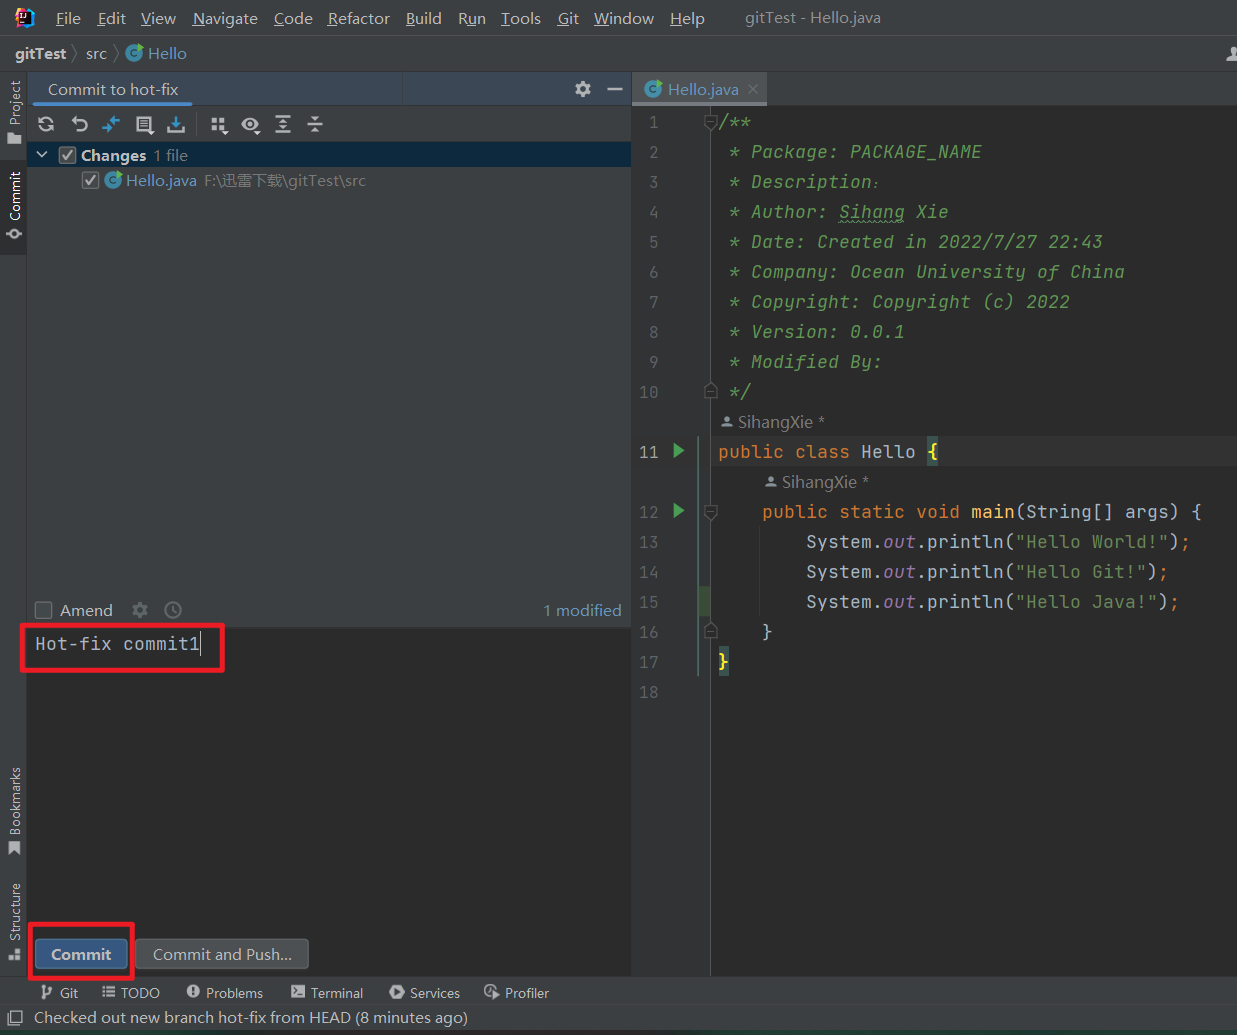 File Edit View Navigate Code Refactor Build Run Tools Git Window Help gitTest - Hello.java
gitTest src Hello
Project
Commit
Bookmarks
Structure
Commit to hot-fix
Changes 1 file
Hello.java F:\迅雷下载\gitTest\src
Amend 1 modified
Hot-fix commit1
Commit Commit and Push...
Hello.java
1 /**
2 * Package: PACKAGE_NAME
3 * Description:
4 * Author: Sihang Xie
5 * Date: Created in 2022/7/27 22:43
6 * Company: Ocean University of China
7 * Copyright: Copyright (c) 2022
8 * Version: 0.0.1
9 * Modified By:
10 */
SihangXie *
11 public class Hello {
SihangXie *
12 public static void main(String[] args) {
13 System.out.println("Hello World!");
14 System.out.println("Hello Git!");
15 System.out.println("Hello Java!");
16 }
17 }
18
Git TODO Problems Terminal Services Profiler
Checked out new branch hot-fix from HEAD (8 minutes ago)